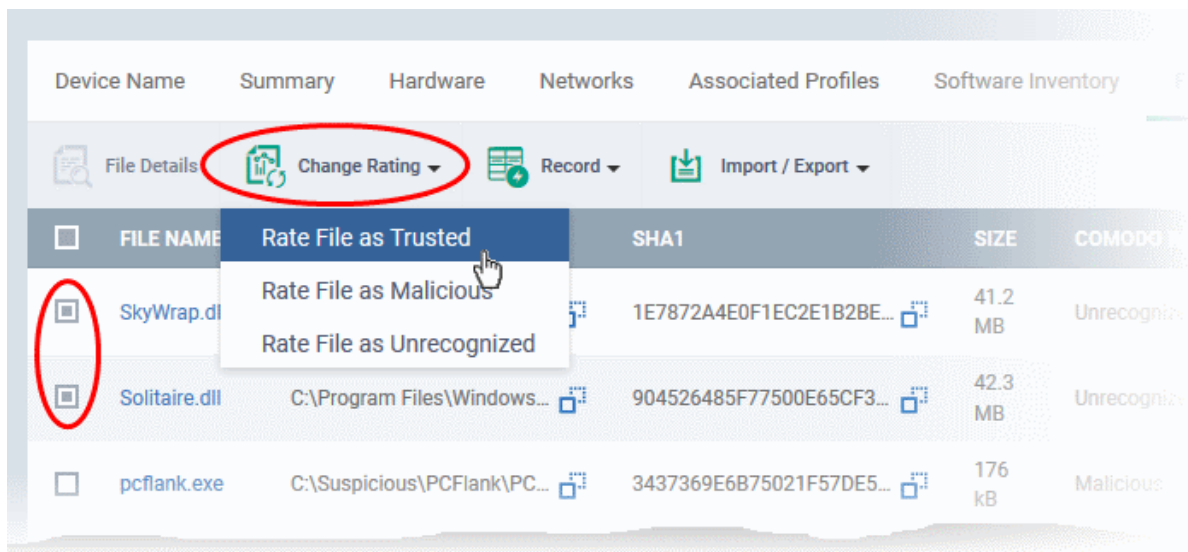 Device Name Summary Hardware Networks Associated Profiles Software Inventory
File Details Change Rating Record Import / Export
FILE NAME SHA1 SIZE COMODO
Rate File as Trusted
Rate File as Malicious
Rate File as Unrecognized
SkyWrap.dl 1E7872A4E0F1EC2E1B2BE... 41.2 Unrecogniz
MB
Solitaire.dll C:\Program Files\Windows... 904526485F77500E65CF3... 42.3 Unrecogniz
MB
pcflank.exe C:\Suspicious\PCFlank\PC... 3437369E6B75021F57DE5... 176 Malicious
kB